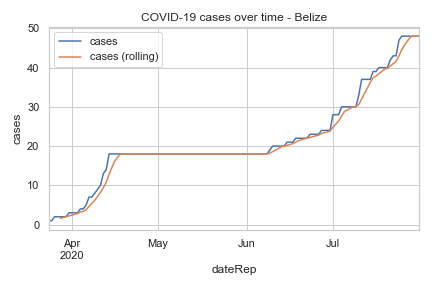 COVID-19 cases over time - Belize
cases
cases (rolling)
50
40
30
20
10
0
cases
Apr
2020
May
Jun
Jul
dateRep